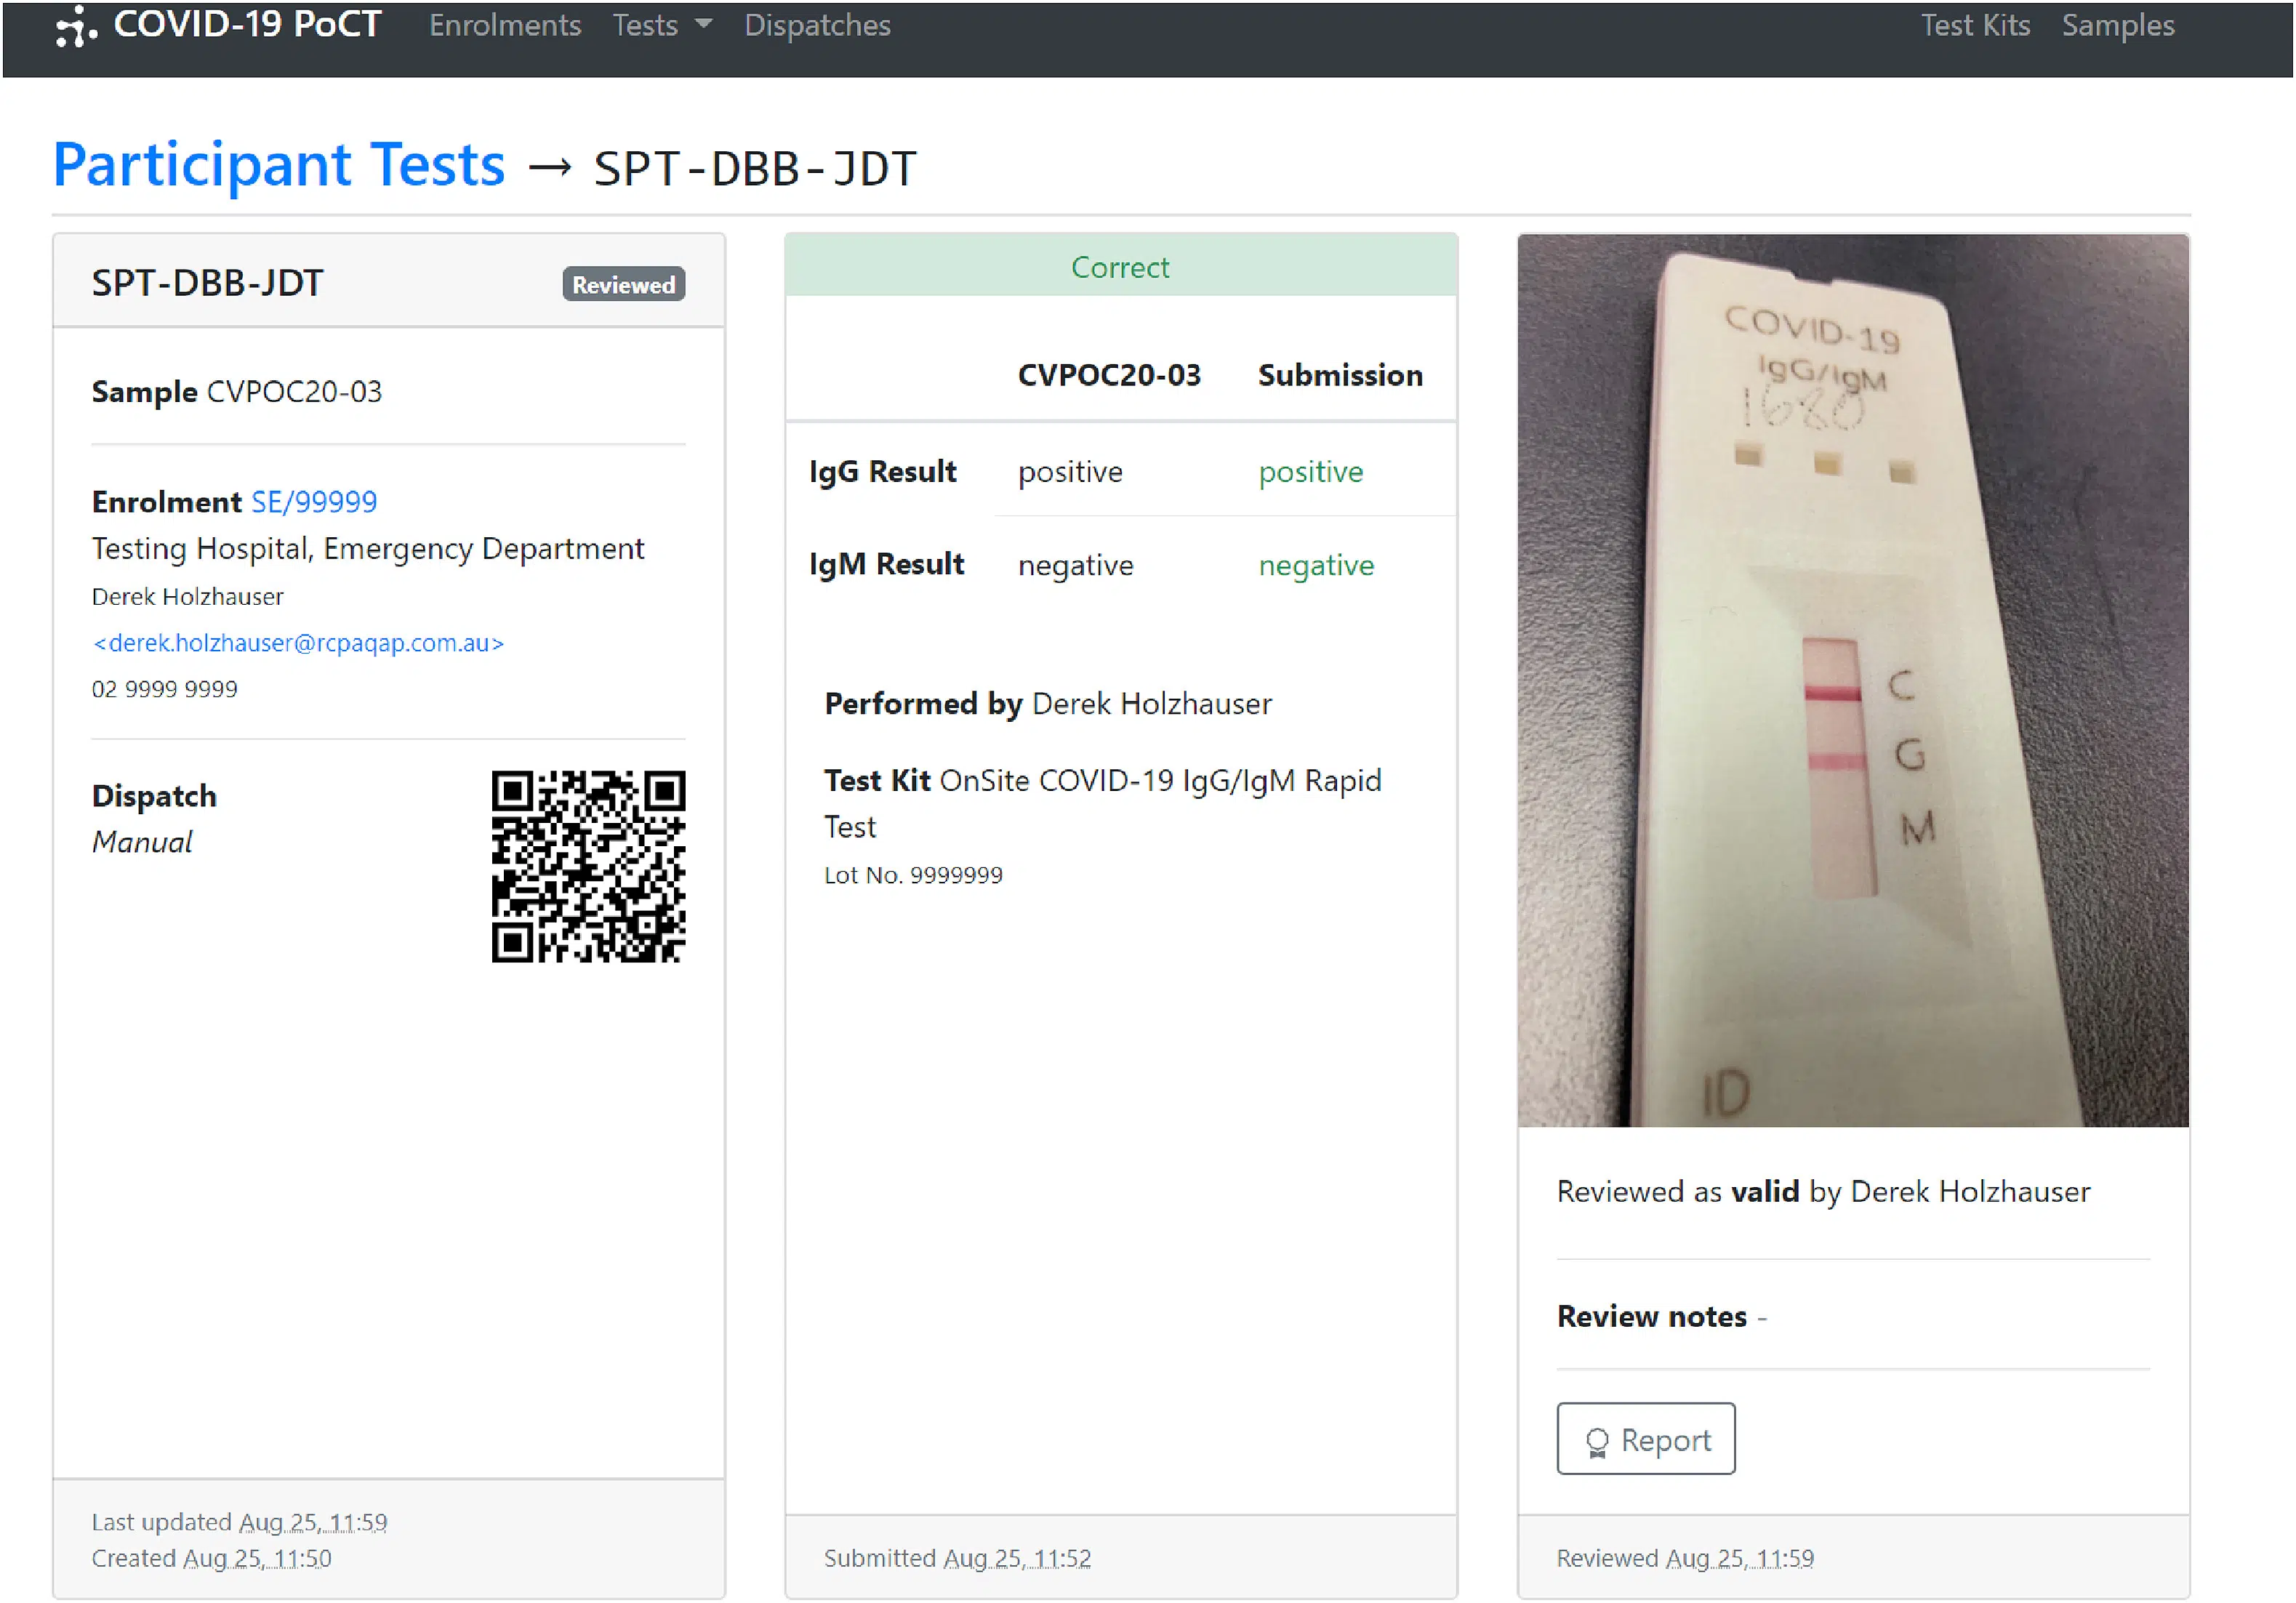 COVID-19 PoCT Enrolments Tests Dispatches Test Kits Samples
Participant Tests → SPT-DBB-JDT
SPT-DBB-JDT Reviewed
Sample CVPOC20-03
Enrolment SE/99999
Testing Hospital, Emergency Department
Derek Holzhauser
<derek.holzhauser@rcpaqap.com.au>
02 9999 9999
Dispatch
Manual
Last updated Aug 25, 11:59
Created Aug 25, 11:50
Correct
CVPOC20-03 Submission
IgG Result positive positive
IgM Result negative negative
Performed by Derek Holzhauser
Test Kit OnSite COVID-19 IgG/IgM Rapid
Test
Lot No. 9999999
Submitted Aug 25, 11:52
COVID-19
IgG/IgM
1680
C
G
M
ID
Reviewed as valid by Derek Holzhauser
Review notes -
Report
Reviewed Aug 25, 11:59